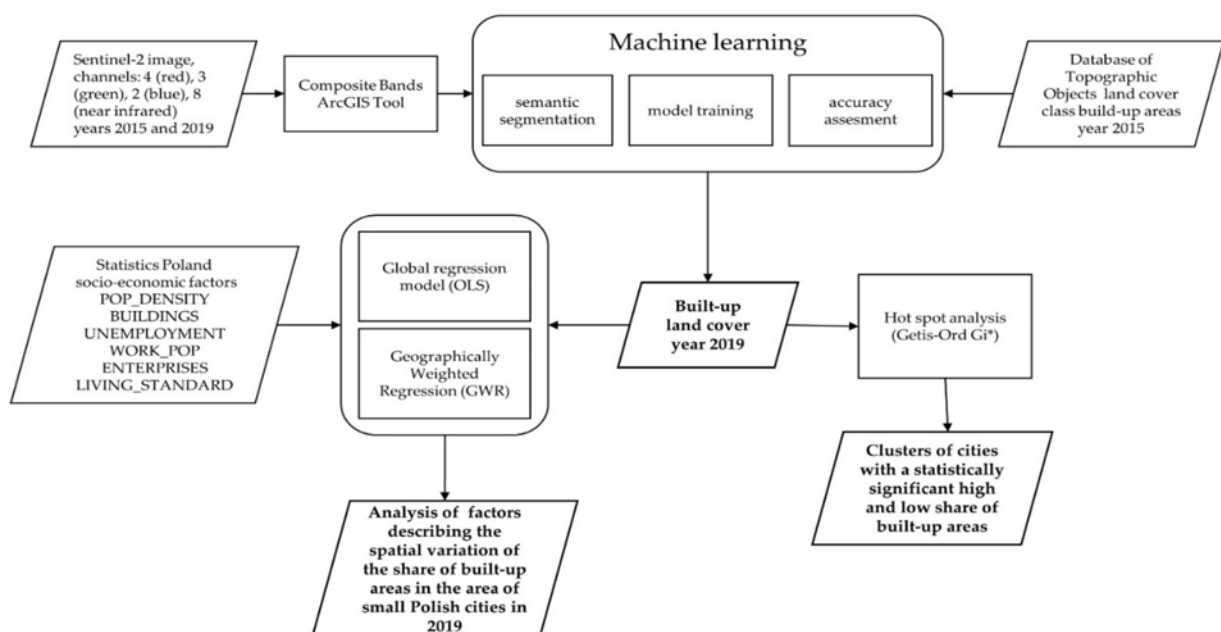 Sentinel-2 image,
channels: 4 (red), 3
(green), 2 (blue), 8
(near infrared)
years 2015 and 2019
Composite Bands
ArcGIS Tool
Machine learning
semantic
segmentation
model training
accuracy
assesment
Database of
Topographic
Objects land cover
class build-up areas
year 2015
Statistics Poland
socio-economic factors
POP_DENSITY
BUILDINGS
UNEMPLOYMENT
WORK_POP
ENTERPRISES
LIVING_STANDARD
Global regression
model (OLS)
Geographically
Weighted
Regression (GWR)
Built-up
land cover
year 2019
Hot spot analysis
(Getis-Ord Gi*)
Clusters of cities
with a statistically
significant high
and low share of
built-up areas
Analysis of factors
describing the
spatial variation of
the share of built-up
areas in the area of
small Polish cities in
2019